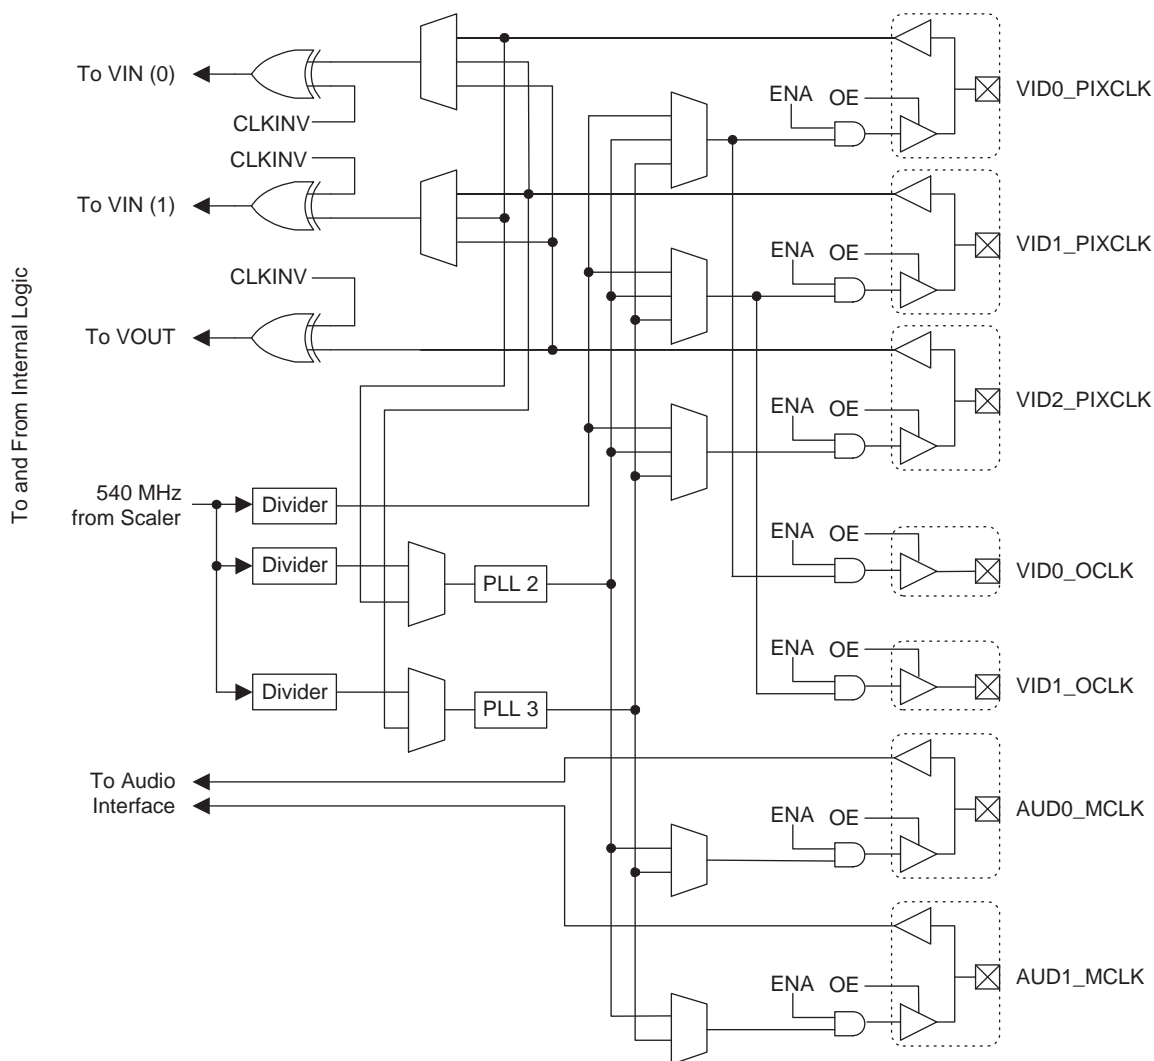 To VIN (0)
CLKINV
ENA
OE
VID0_PIXCLK
CLKINV
To VIN (1)
ENA
OE
VID1_PIXCLK
CLKINV
To VOUT
ENA
OE
VID2_PIXCLK
To and From Internal Logic
540 MHz
from Scaler
Divider
ENA
OE
VID0_OCLK
Divider
PLL 2
ENA
OE
VID1_OCLK
Divider
PLL 3
To Audio
Interface
ENA
OE
AUD0_MCLK
ENA
OE
AUD1_MCLK